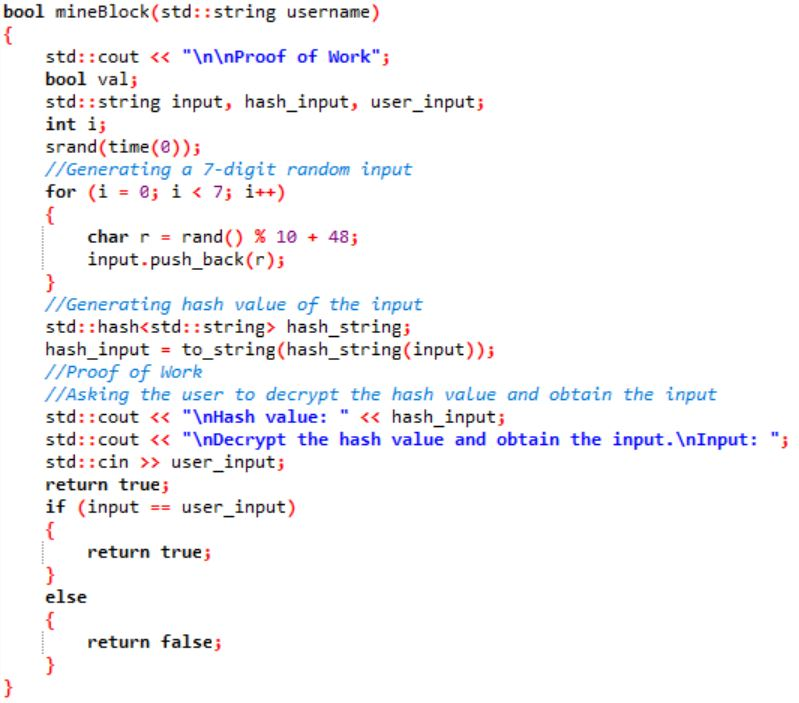 bool mineBlock(std::string username)
{
    std::cout << "\n\nProof of Work";
    bool val;
    std::string input, hash_input, user_input;
    int i;
    srand(time(0));
    //Generating a 7-digit random input
    for (i = 0; i < 7; i++)
    {
        char r = rand() % 10 + 48;
        input.push_back(r);
    }
    //Generating hash value of the input
    std::hash<std::string> hash_string;
    hash_input = to_string(hash_string(input));
    //Proof of Work
    //Asking the user to decrypt the hash value and obtain the input
    std::cout << "\nHash value: " << hash_input;
    std::cout << "\nDecrypt the hash value and obtain the input.\nInput: ";
    std::cin >> user_input;
    return true;
    if (input == user_input)
    {
        return true;
    }
    else
    {
        return false;
    }
}